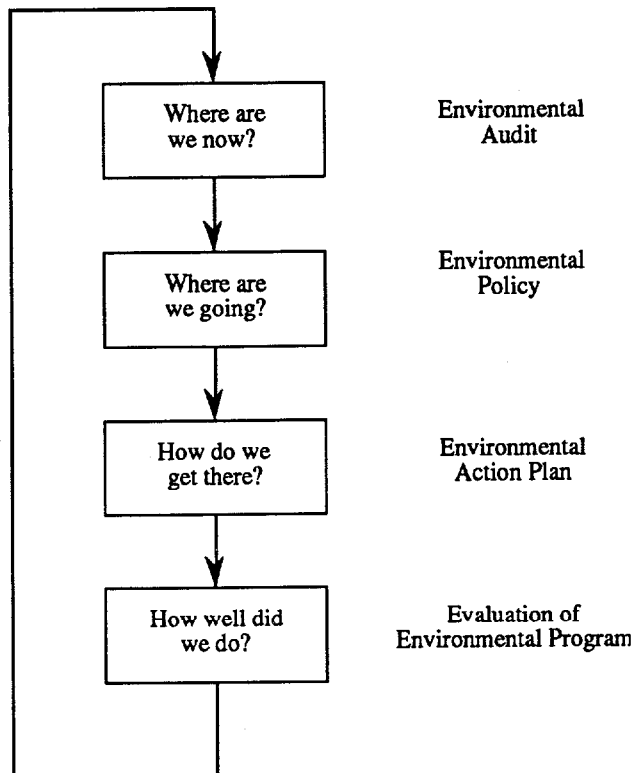 Where are
we now?
Environmental
Audit
Where are
we going?
Environmental
Policy
How do we
get there?
Environmental
Action Plan
How well did
we do?
Evaluation of
Environmental Program